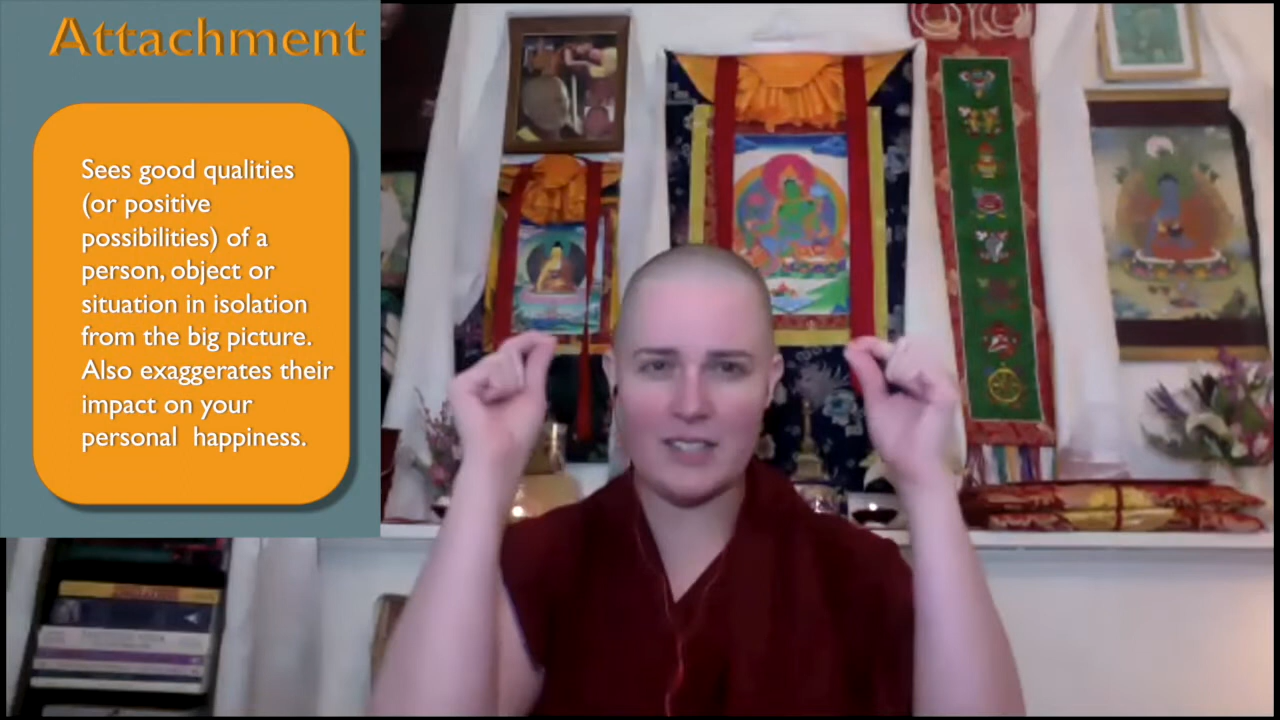 Attachment
Sees good qualities
(or positive
possibilities) of a
person, object or
situation in isolation
from the big picture.
Also exaggerates their
impact on your
personal happiness.